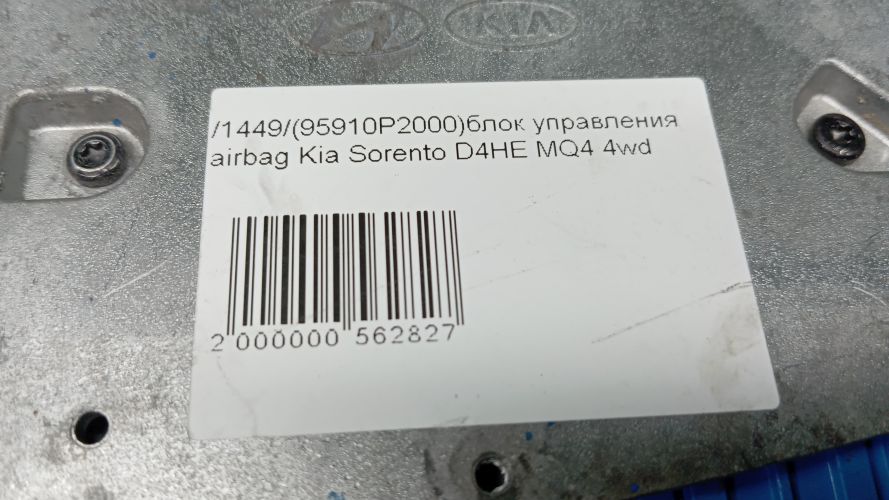 KIA
/1449/(95910P2000)блок управления
airbag Kia Sorento D4HE MQ4 4wd
2 000000 562827